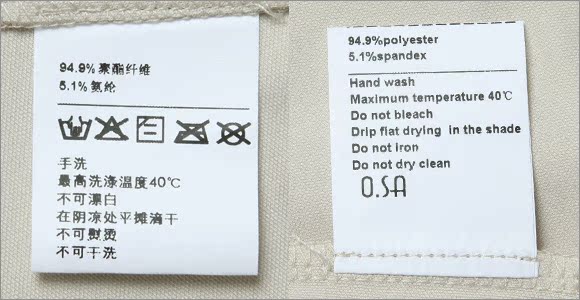 94.9%聚酯纤维
5.1%氨纶
手洗
最高洗涤温度40℃
不可漂白
在阴凉处平摊滴干
不可熨烫
不可干洗
94.9%polyester
5.1%spandex
Hand wash
Maximum temperature 40℃
Do not bleach
Drip flat drying in the shade
Do not iron
Do not dry clean
O.SA